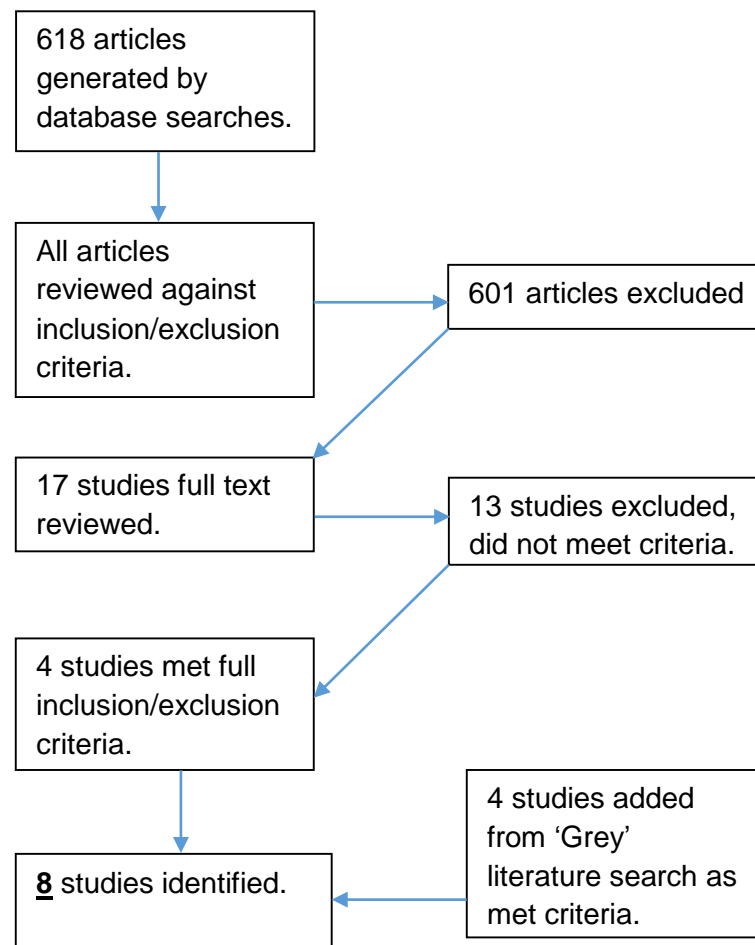 618 articles
generated by
database searches.
All articles
reviewed against
inclusion/exclusion
criteria.
601 articles excluded
17 studies full text
reviewed.
13 studies excluded,
did not meet criteria.
4 studies met full
inclusion/exclusion
criteria.
4 studies added
from ‘Grey’
literature search as
met criteria.
8 studies identified.